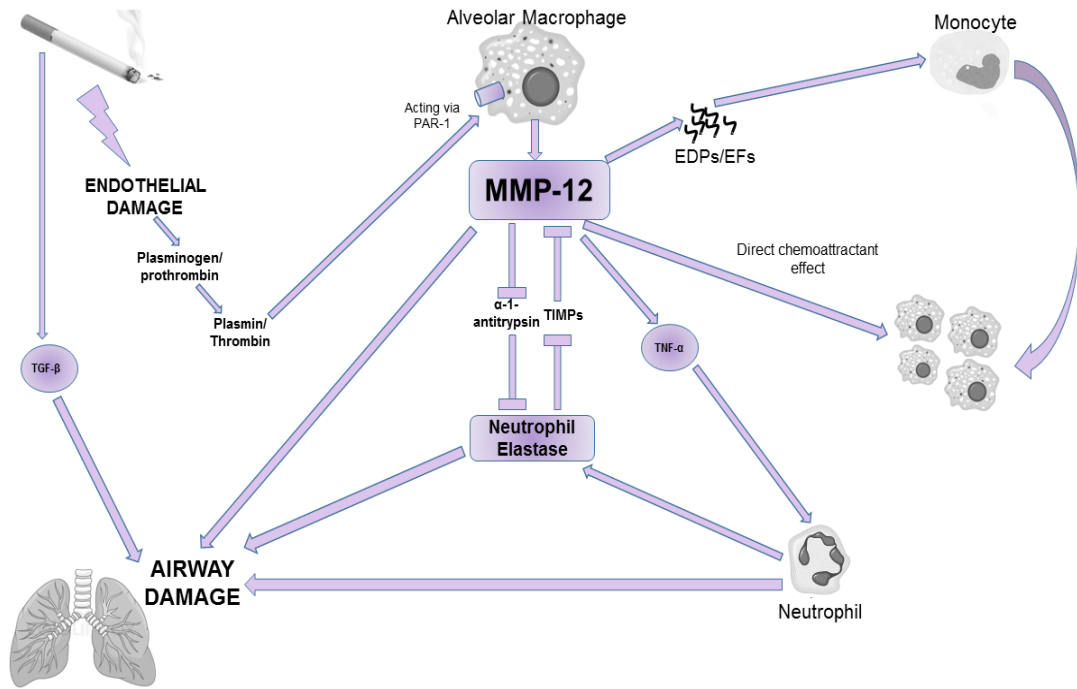 Alveolar Macrophage
Monocyte
Acting via
PAR-1
EDPs/EFs
ENDOTHELIAL
DAMAGE
MMP-12
Plasminogen/
prothrombin
Direct chemoattractant
effect
Plasmin/
Thrombin
α-1-
antitrypsin
TIMPs
TNF-α
TGF-β
Neutrophil
Elastase
AIRWAY
DAMAGE
Neutrophil